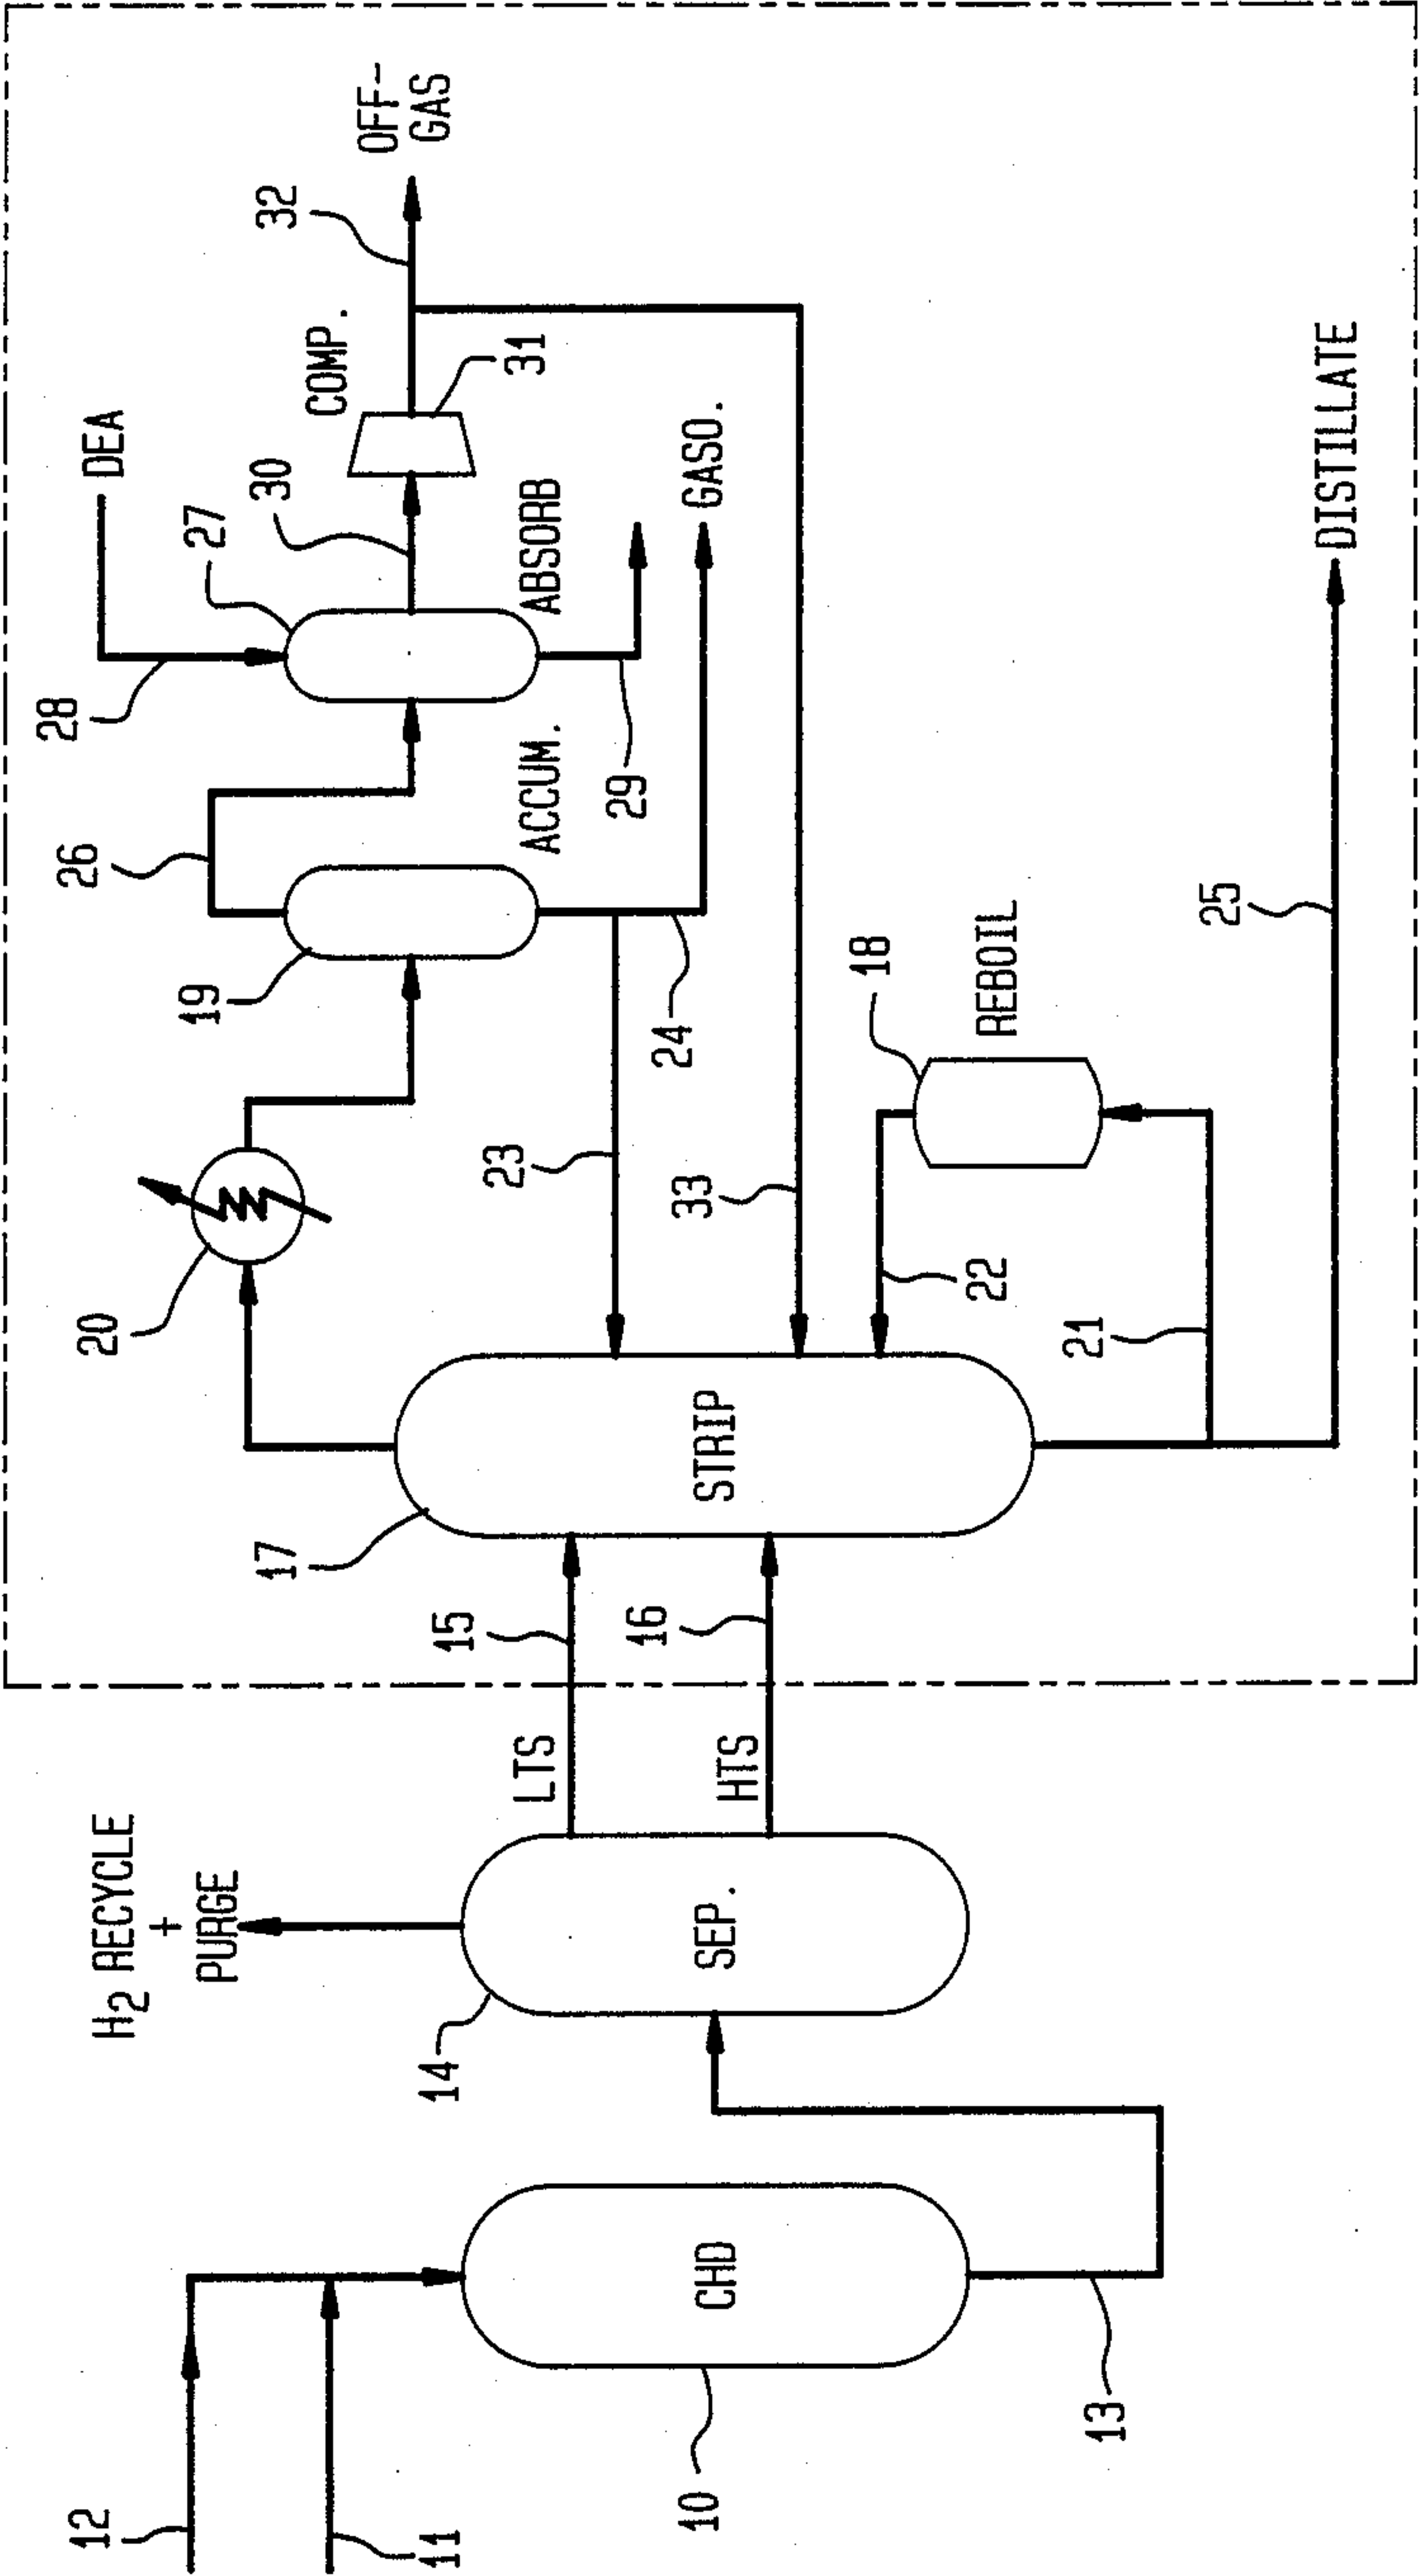 12
11
10
CHD
13
H2 RECYCLE
+
PURGE
14
SEP.
LTS
HTS
15
16
17
STRIP
20
19
ACCUM.
23
24
33
22
18
REBOIL
21
25
DISTILLATE
26
28
DEA
27
ABSORB
29
GASO.
30
COMP.
31
32
OFF-
GAS